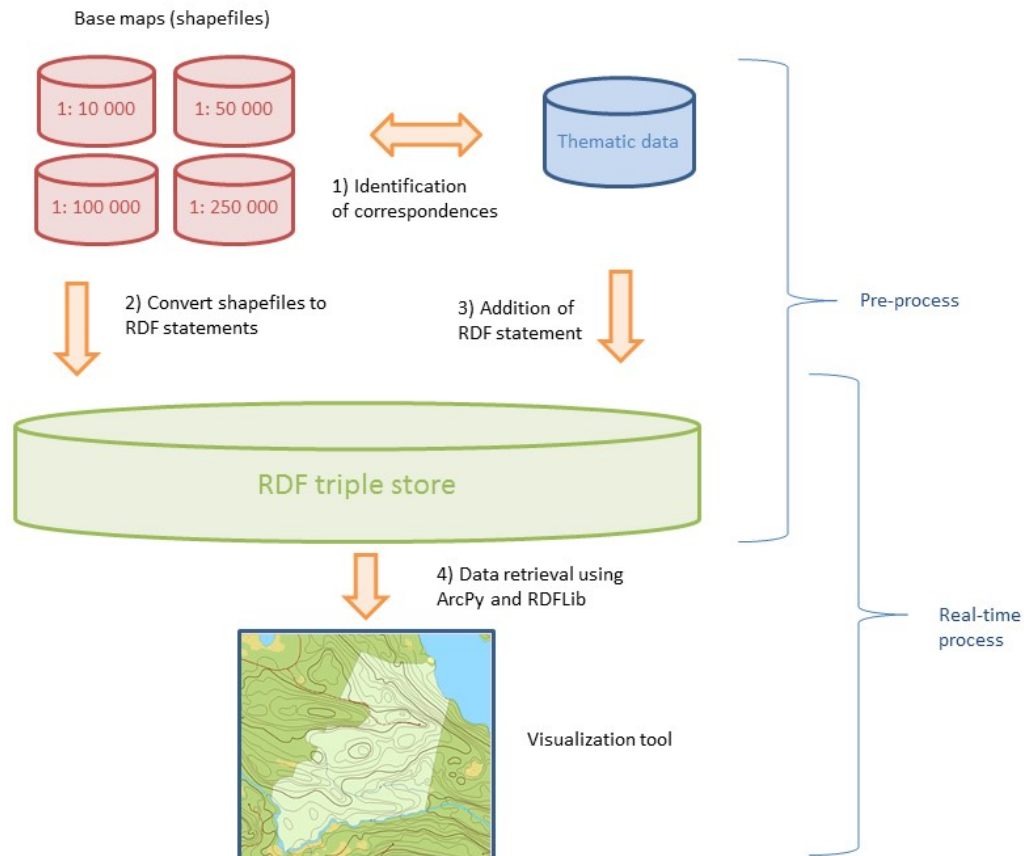 Base maps (shapefiles)
1: 10 000
1: 50 000
1: 100 000
1: 250 000
Thematic data
1) Identification
of correspondences
2) Convert shapefiles to
RDF statements
3) Addition of
RDF statement
Pre-process
RDF triple store
4) Data retrieval using
ArcPy and RDFLib
Real-time
process
Visualization tool